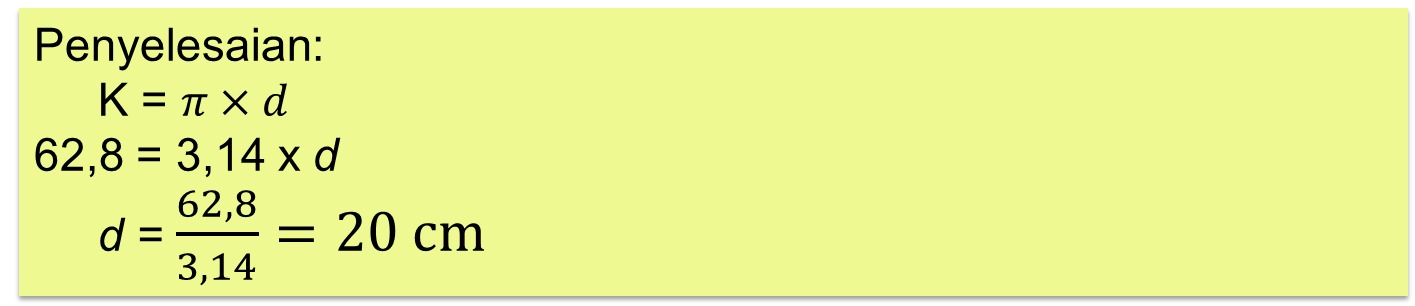 Penyelesaian:
K = π × d
62,8 = 3,14 x d
d = 62,8/3,14 = 20 cm